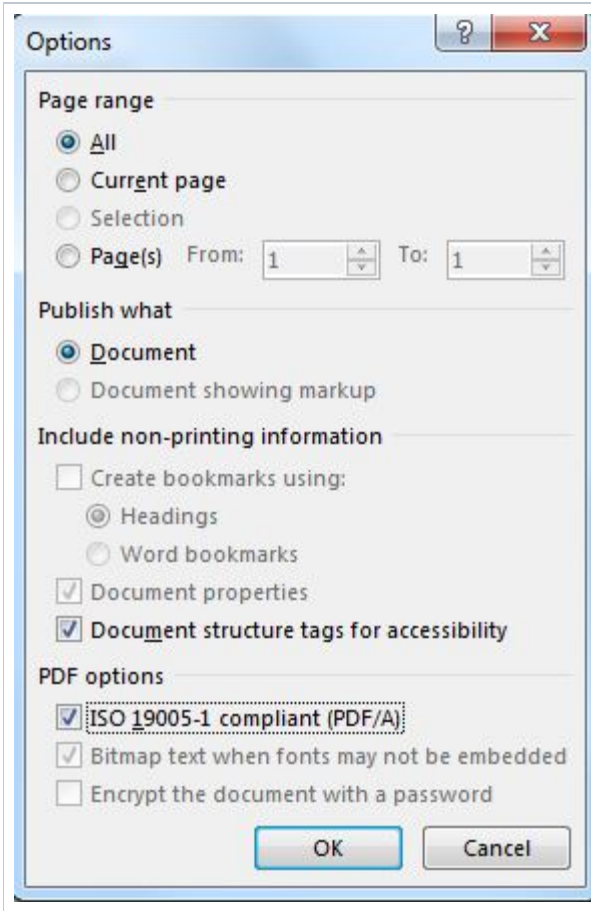 Options
?
Page range
All
Current page
Selection
Page(s) From: 1 To: 1
Publish what
Document
Document showing markup
Include non-printing information
Create bookmarks using:
Headings
Word bookmarks
Document properties
Document structure tags for accessibility
PDF options
ISO 19005-1 compliant (PDF/A)
Bitmap text when fonts may not be embedded
Encrypt the document with a password
OK Cancel